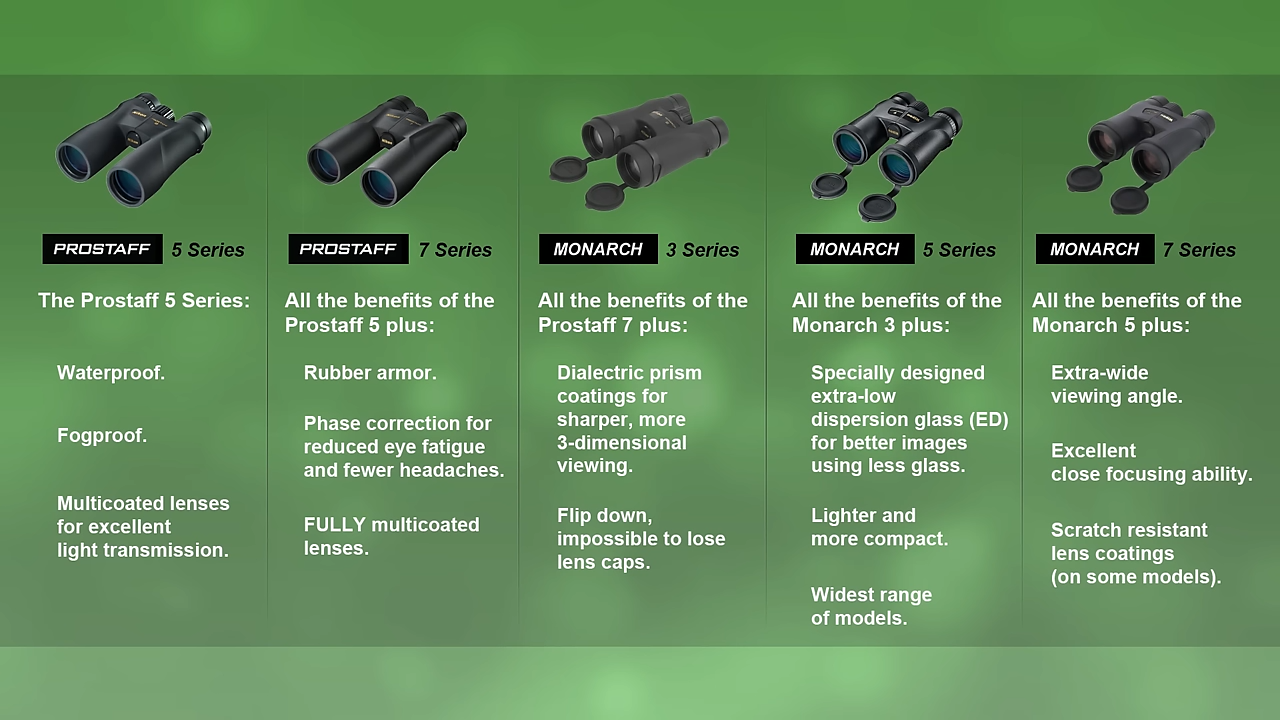 PROSTAFF 5 Series
The Prostaff 5 Series:
Waterproof.
Fogproof.
Multicoated lenses
for excellent
light transmission.
PROSTAFF 7 Series
All the benefits of the
Prostaff 5 plus:
Rubber armor.
Phase correction for
reduced eye fatigue
and fewer headaches.
FULLY multicoated
lenses.
MONARCH 3 Series
All the benefits of the
Prostaff 7 plus:
Dialectric prism
coatings for
sharper, more
3-dimensional
viewing.
Flip down,
impossible to lose
lens caps.
MONARCH 5 Series
All the benefits of the
Monarch 3 plus:
Specially designed
extra-low
dispersion glass (ED)
for better images
using less glass.
Lighter and
more compact.
Widest range
of models.
MONARCH 7 Series
All the benefits of the
Monarch 5 plus:
Extra-wide
viewing angle.
Excellent
close focusing ability.
Scratch resistant
lens coatings
(on some models).